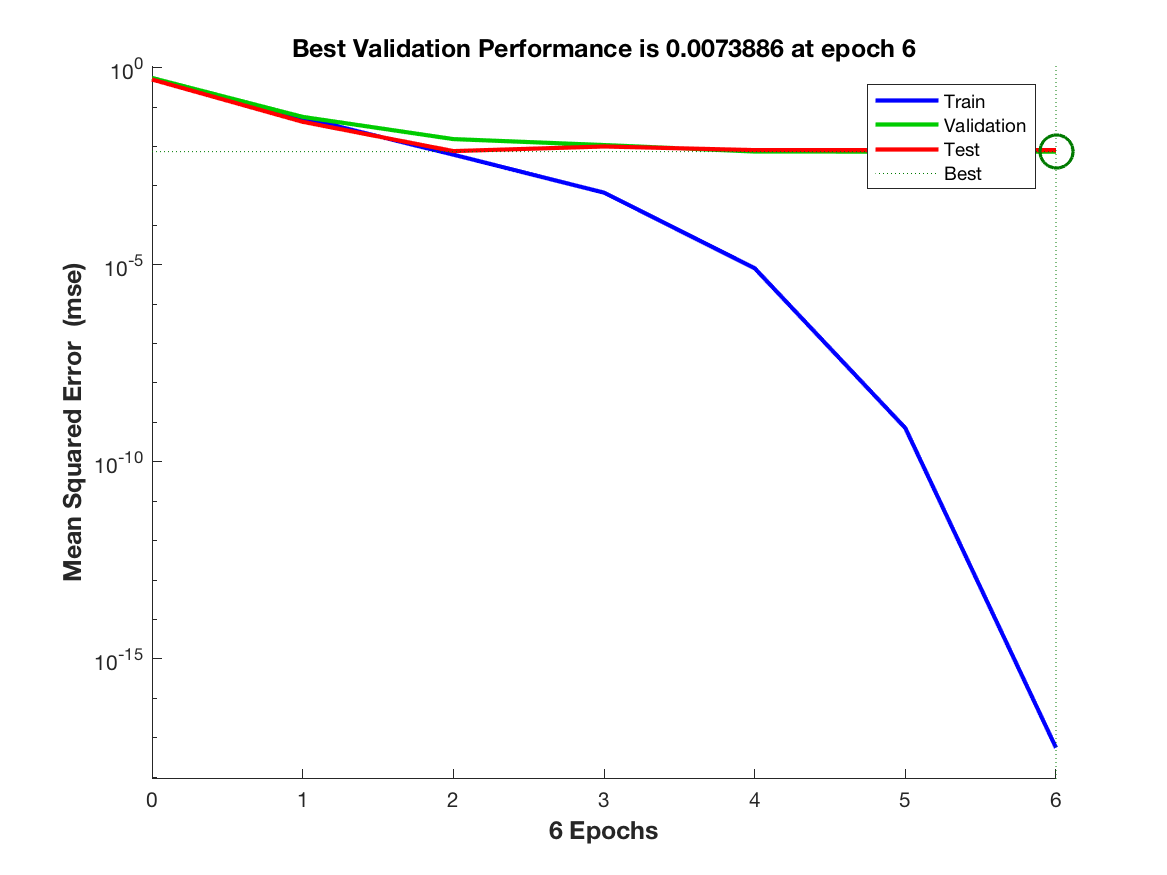 Best Validation Performance is 0.0073886 at epoch 6
Train
Validation
Test
Best
Mean Squared Error (mse)
10^0
10^-5
10^-10
10^-15
0 1 2 3 4 5 6
6 Epochs